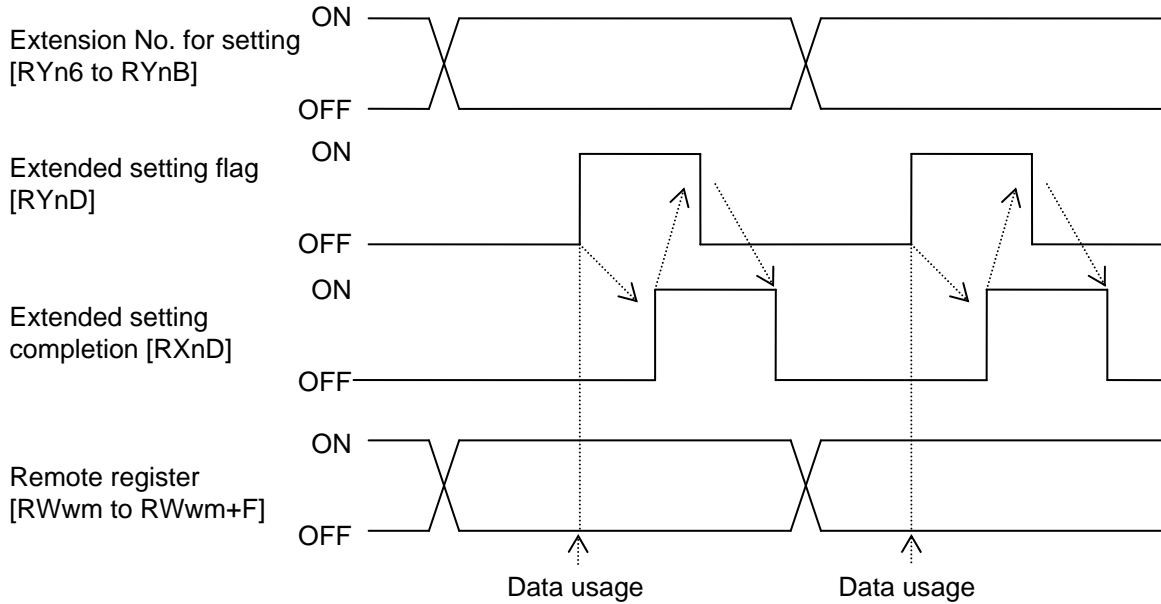 ON
Extension No. for setting
[RYn6 to RYnB]
OFF
ON
Extended setting flag
[RYnD]
OFF
ON
Extended setting
completion [RXnD]
OFF
ON
Remote register
[RWwm to RWwm+F]
OFF
Data usage Data usage